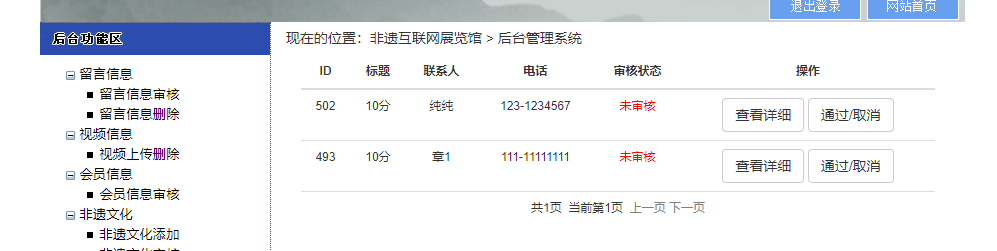 退出登录 网站首页
后台功能区
留言信息
留言信息审核
留言信息删除
视频信息
视频上传删除
会员信息
会员信息审核
非遗文化
非遗文化添加
现在的位置：非遗互联网展览馆 > 后台管理系统
ID 标题 联系人 电话 审核状态 操作
502 10分 纯纯 123-1234567 未审核 查看详细 通过/取消
493 10分 章1 111-11111111 未审核 查看详细 通过/取消
共1页 当前第1页 上一页 下一页